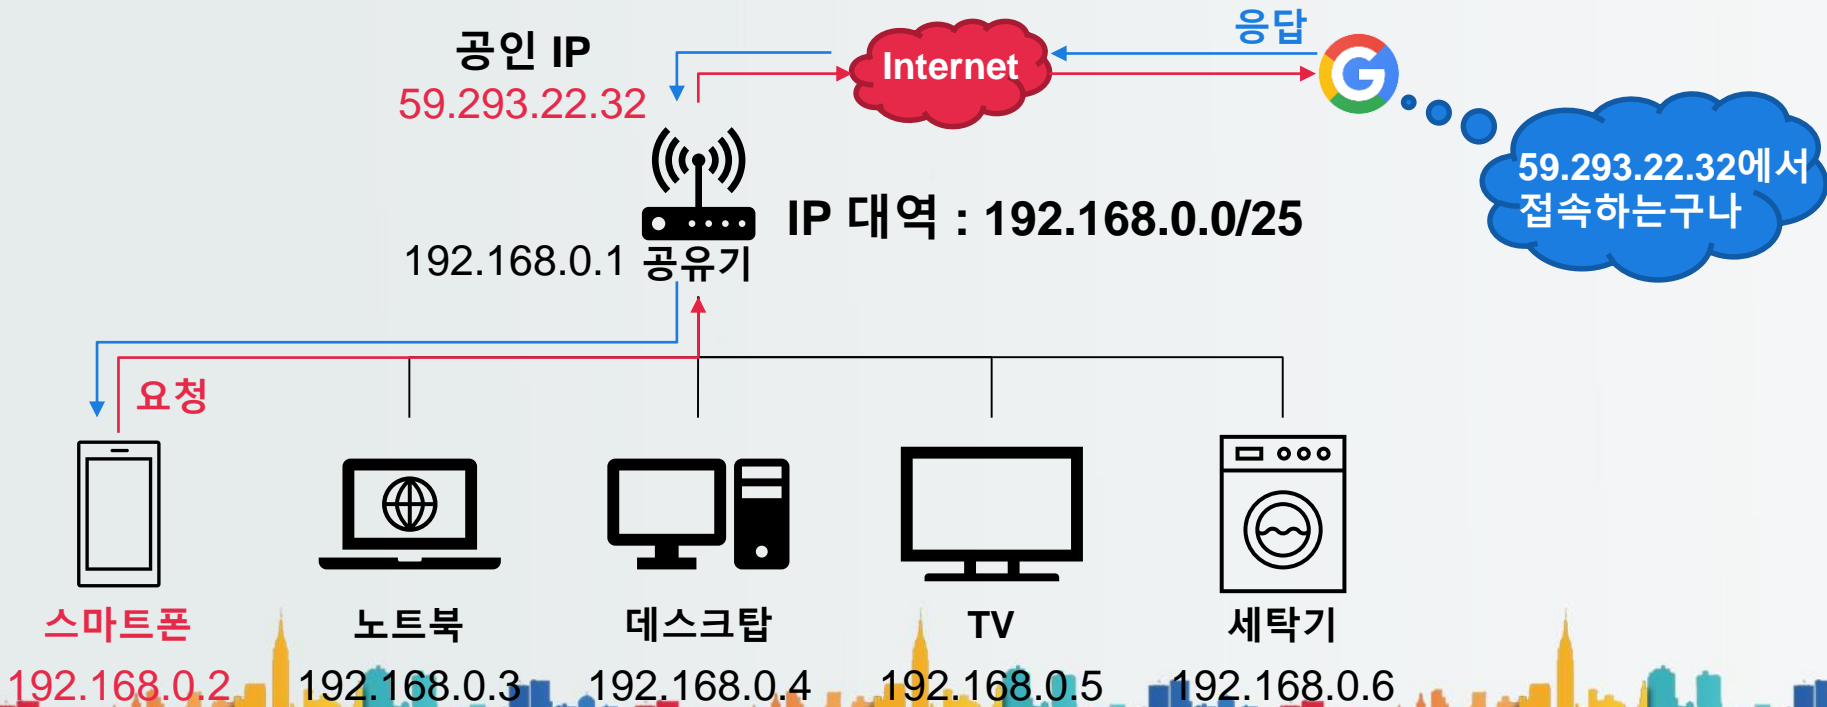 공인 IP
59.293.22.32
Internet
응답
G
59.293.22.32에서
접속하는구나
IP 대역 : 192.168.0.0/25
192.168.0.1 공유기
요청
스마트폰
노트북
데스크탑
TV
세탁기
192.168.0.2
192.168.0.3
192.168.0.4
192.168.0.5
192.168.0.6